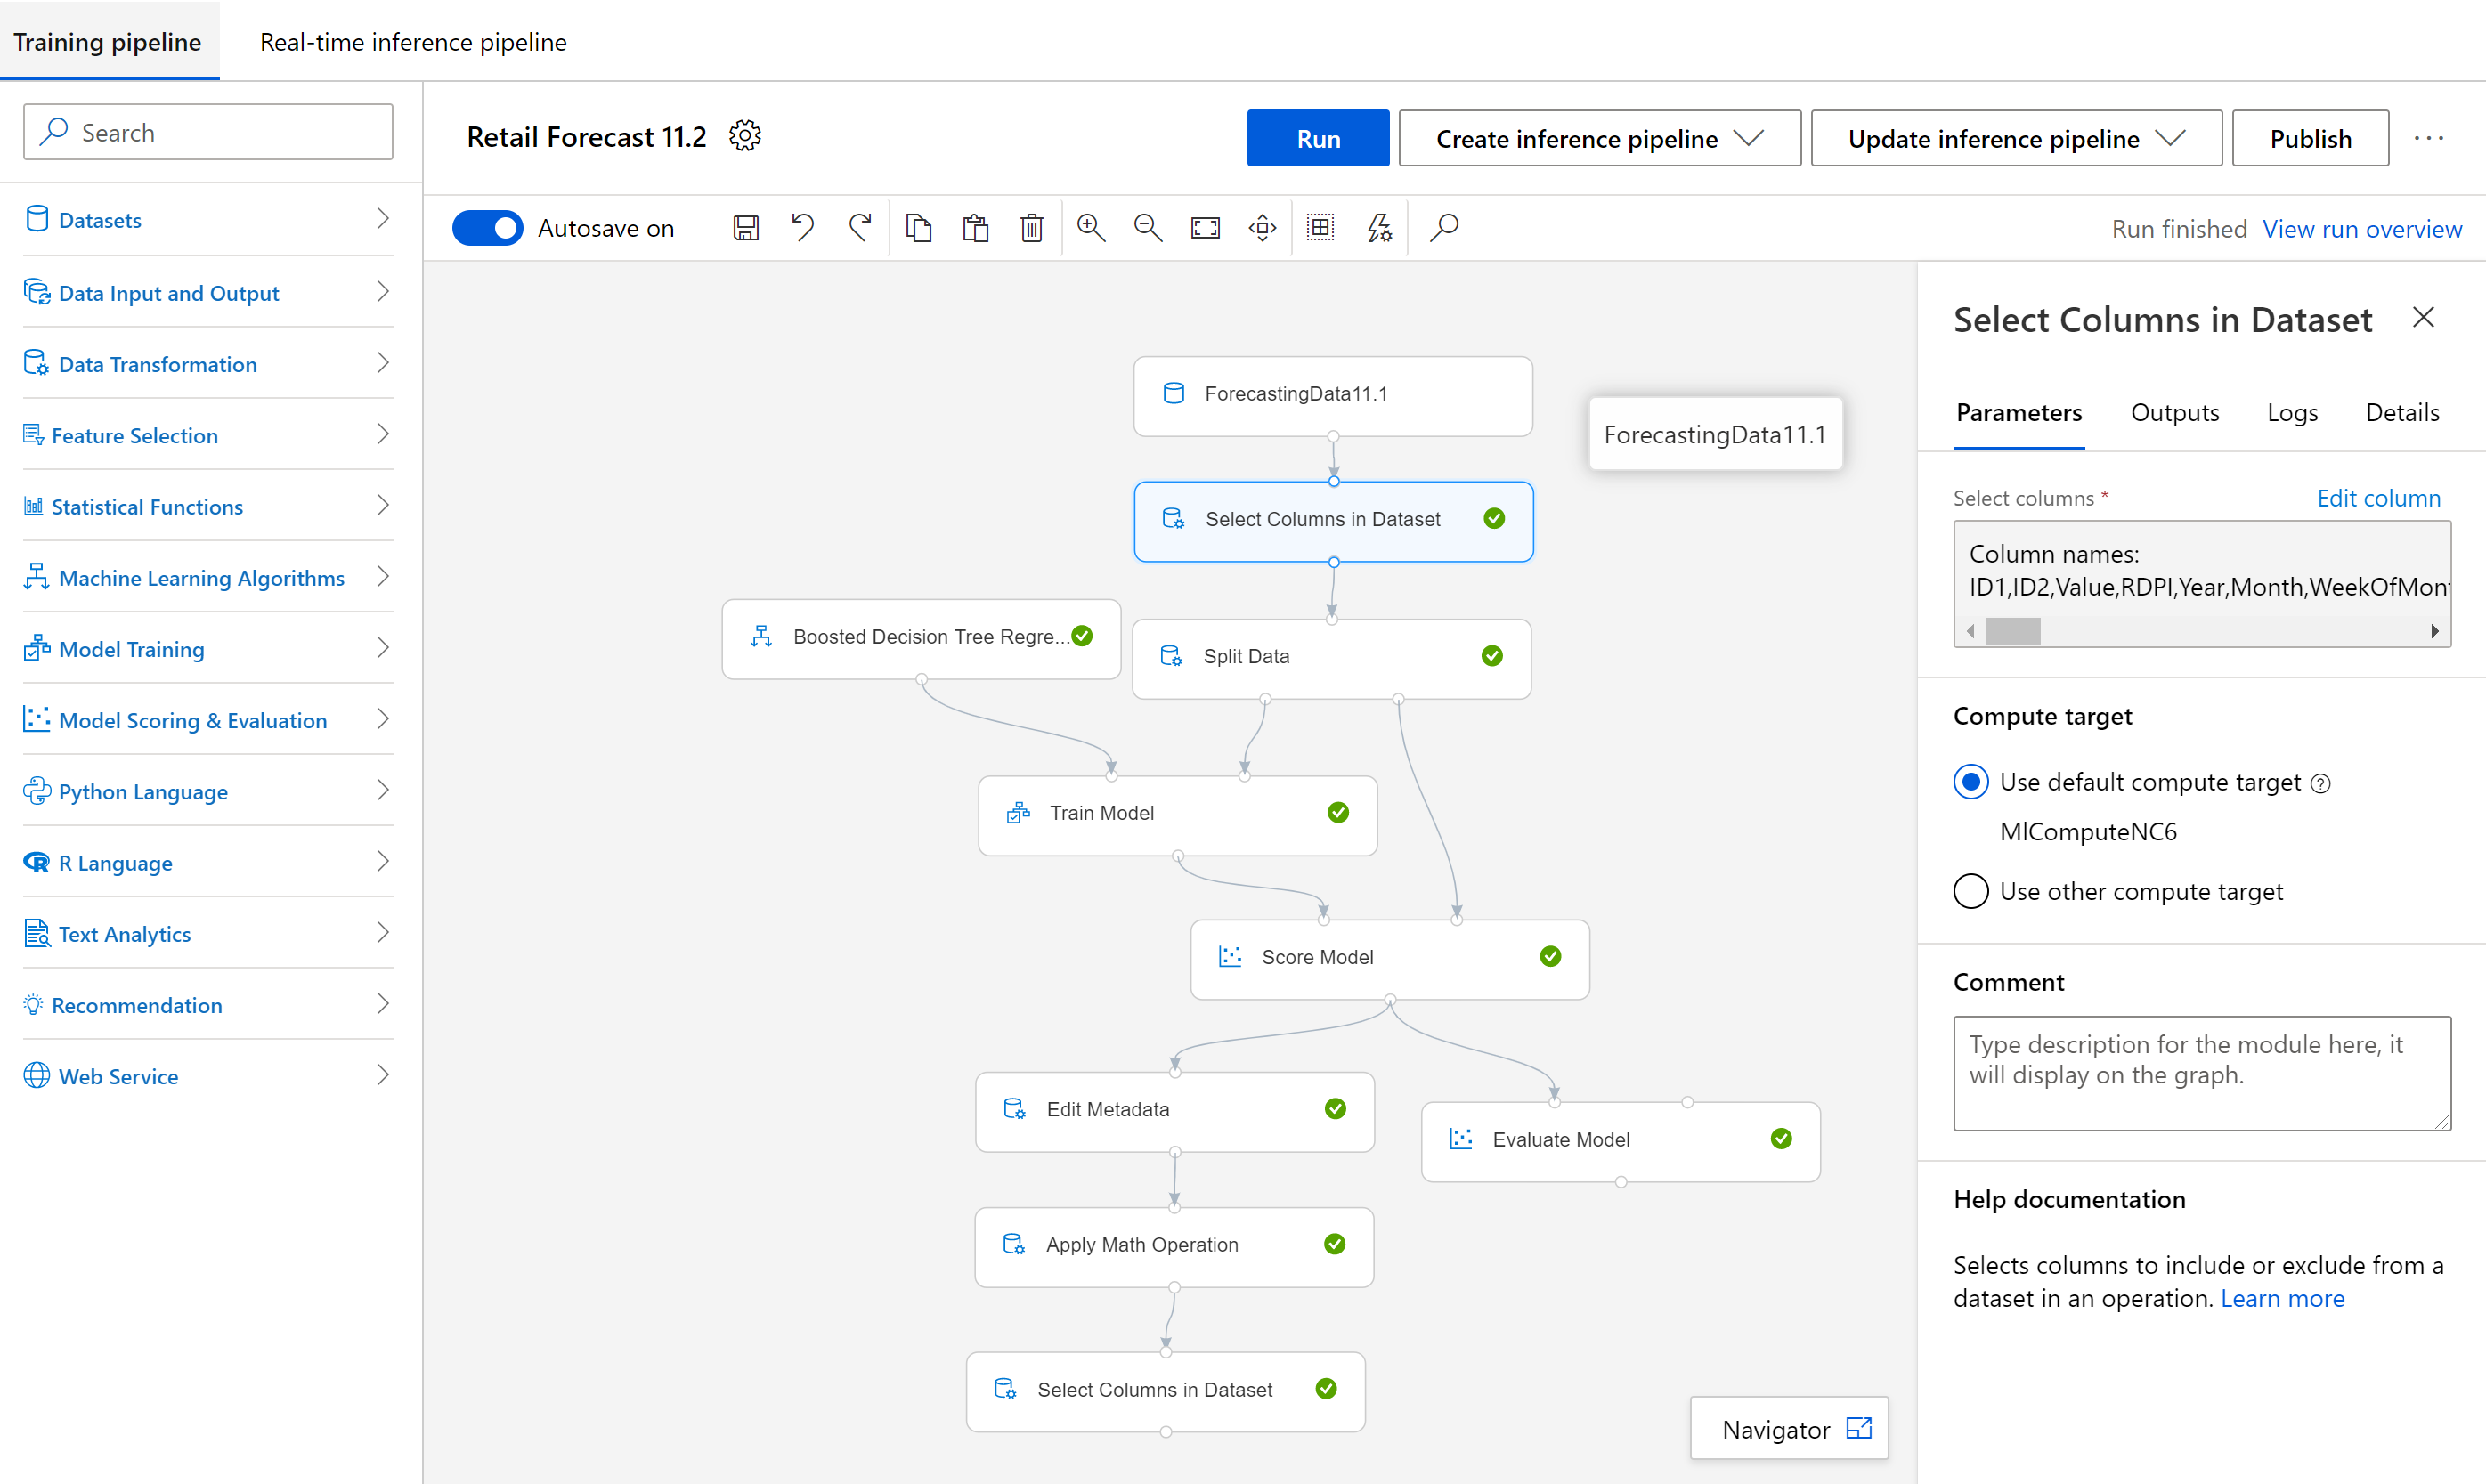 Training pipeline
Real-time inference pipeline
Search
Datasets
Data Input and Output
Data Transformation
Feature Selection
Statistical Functions
Machine Learning Algorithms
Model Training
Model Scoring & Evaluation
Python Language
R Language
Text Analytics
Recommendation
Web Service
Retail Forecast 11.2
Run
Create inference pipeline
Update inference pipeline
Publish
Autosave on
Run finished
View run overview
ForecastingData11.1
ForecastingData11.1
Select Columns in Dataset
Boosted Decision Tree Regre...
Split Data
Train Model
Score Model
Edit Metadata
Evaluate Model
Apply Math Operation
Select Columns in Dataset
Navigator
Select Columns in Dataset
Parameters
Outputs
Logs
Details
Select columns *
Edit column
Column names:
ID1,ID2,Value,RDPI,Year,Month,WeekOfMon
Compute target
Use default compute target
MlComputeNC6
Use other compute target
Comment
Type description for the module here, it
will display on the graph.
Help documentation
Selects columns to include or exclude from a
dataset in an operation. Learn more